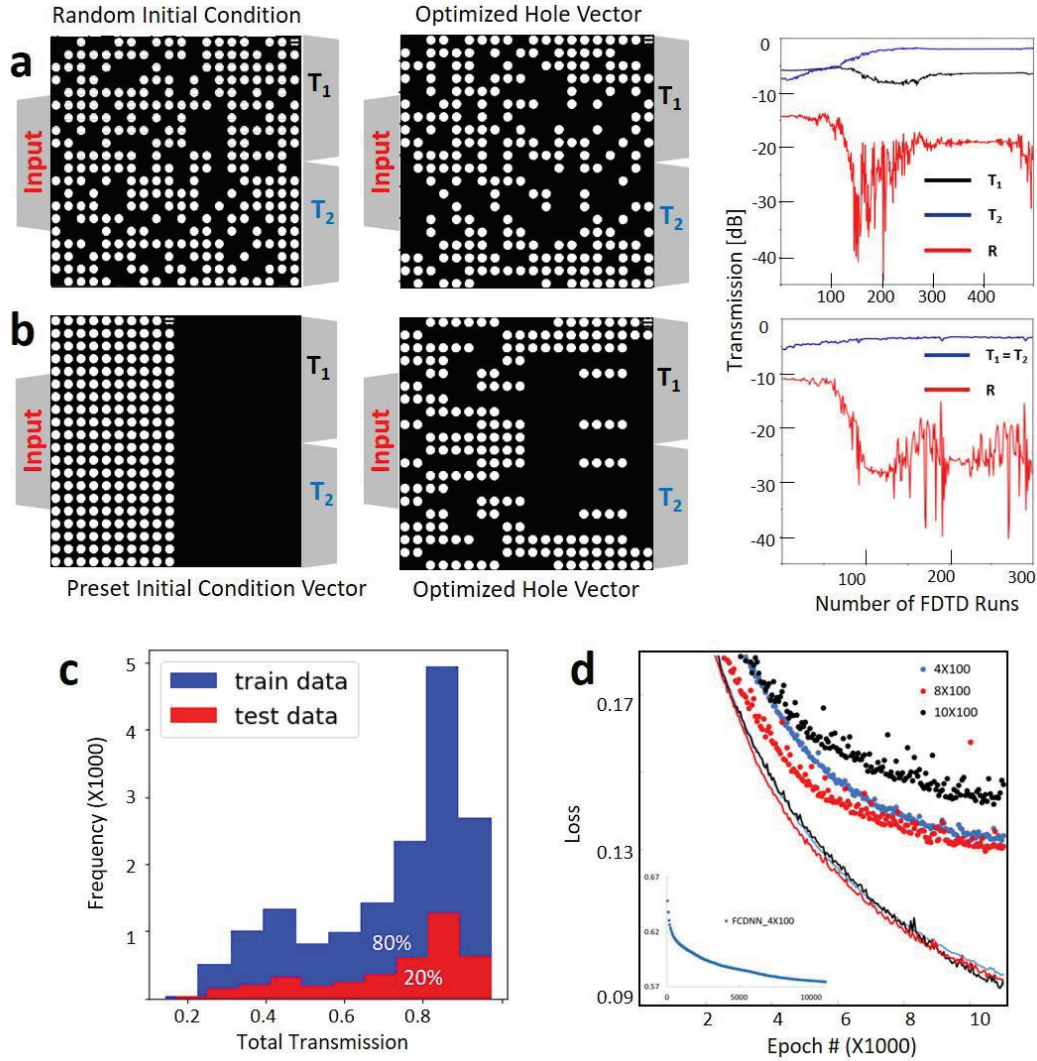 Random Initial Condition
Optimized Hole Vector
a
Input
T1
T2
0
-10
-20
-30
-40
T1
T2
R
100 200 300 400
Input
T1
T2
Transmission [dB]
b
Input
T1
T2
Input
T1
T2
0
-10
-20
-30
-40
T1 = T2
R
100 200 300
Preset Initial Condition Vector
Optimized Hole Vector
Number of FDTD Runs
c
5
4
3
2
1
Frequency (X1000)
train data
test data
80%
20%
0.2 0.4 0.6 0.8
Total Transmission
d
0.17
0.13
0.09
Loss
4X100
8X100
10X100
0.67
0.62
0.57
FCDNN_4X100
0 5000 10000
2 4 6 8 10
Epoch # (X1000)